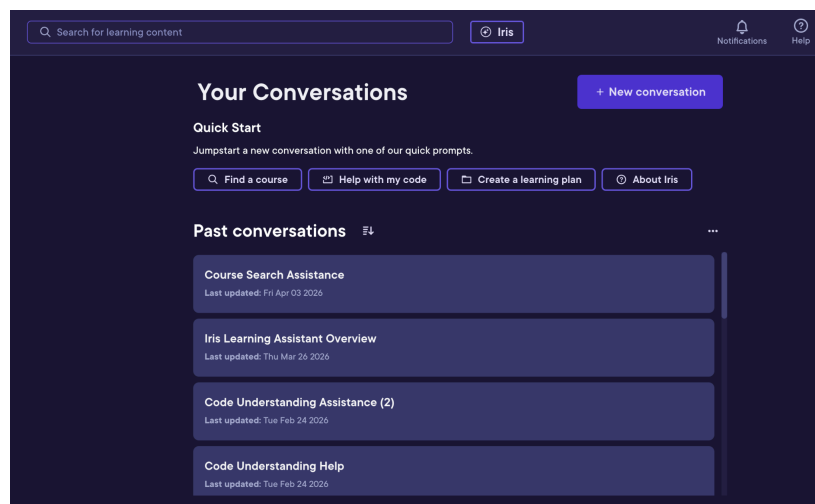 Search for learning content
Iris
Notifications
Help
Your Conversations
+ New conversation
Quick Start
Jumpstart a new conversation with one of our quick prompts.
Find a course
Help with my code
Create a learning plan
About Iris
Past conversations
Course Search Assistance
Last updated: Fri Apr 03 2026
Iris Learning Assistant Overview
Last updated: Thu Mar 26 2026
Code Understanding Assistance (2)
Last updated: Tue Feb 24 2026
Code Understanding Help
Last updated: Tue Feb 24 2026